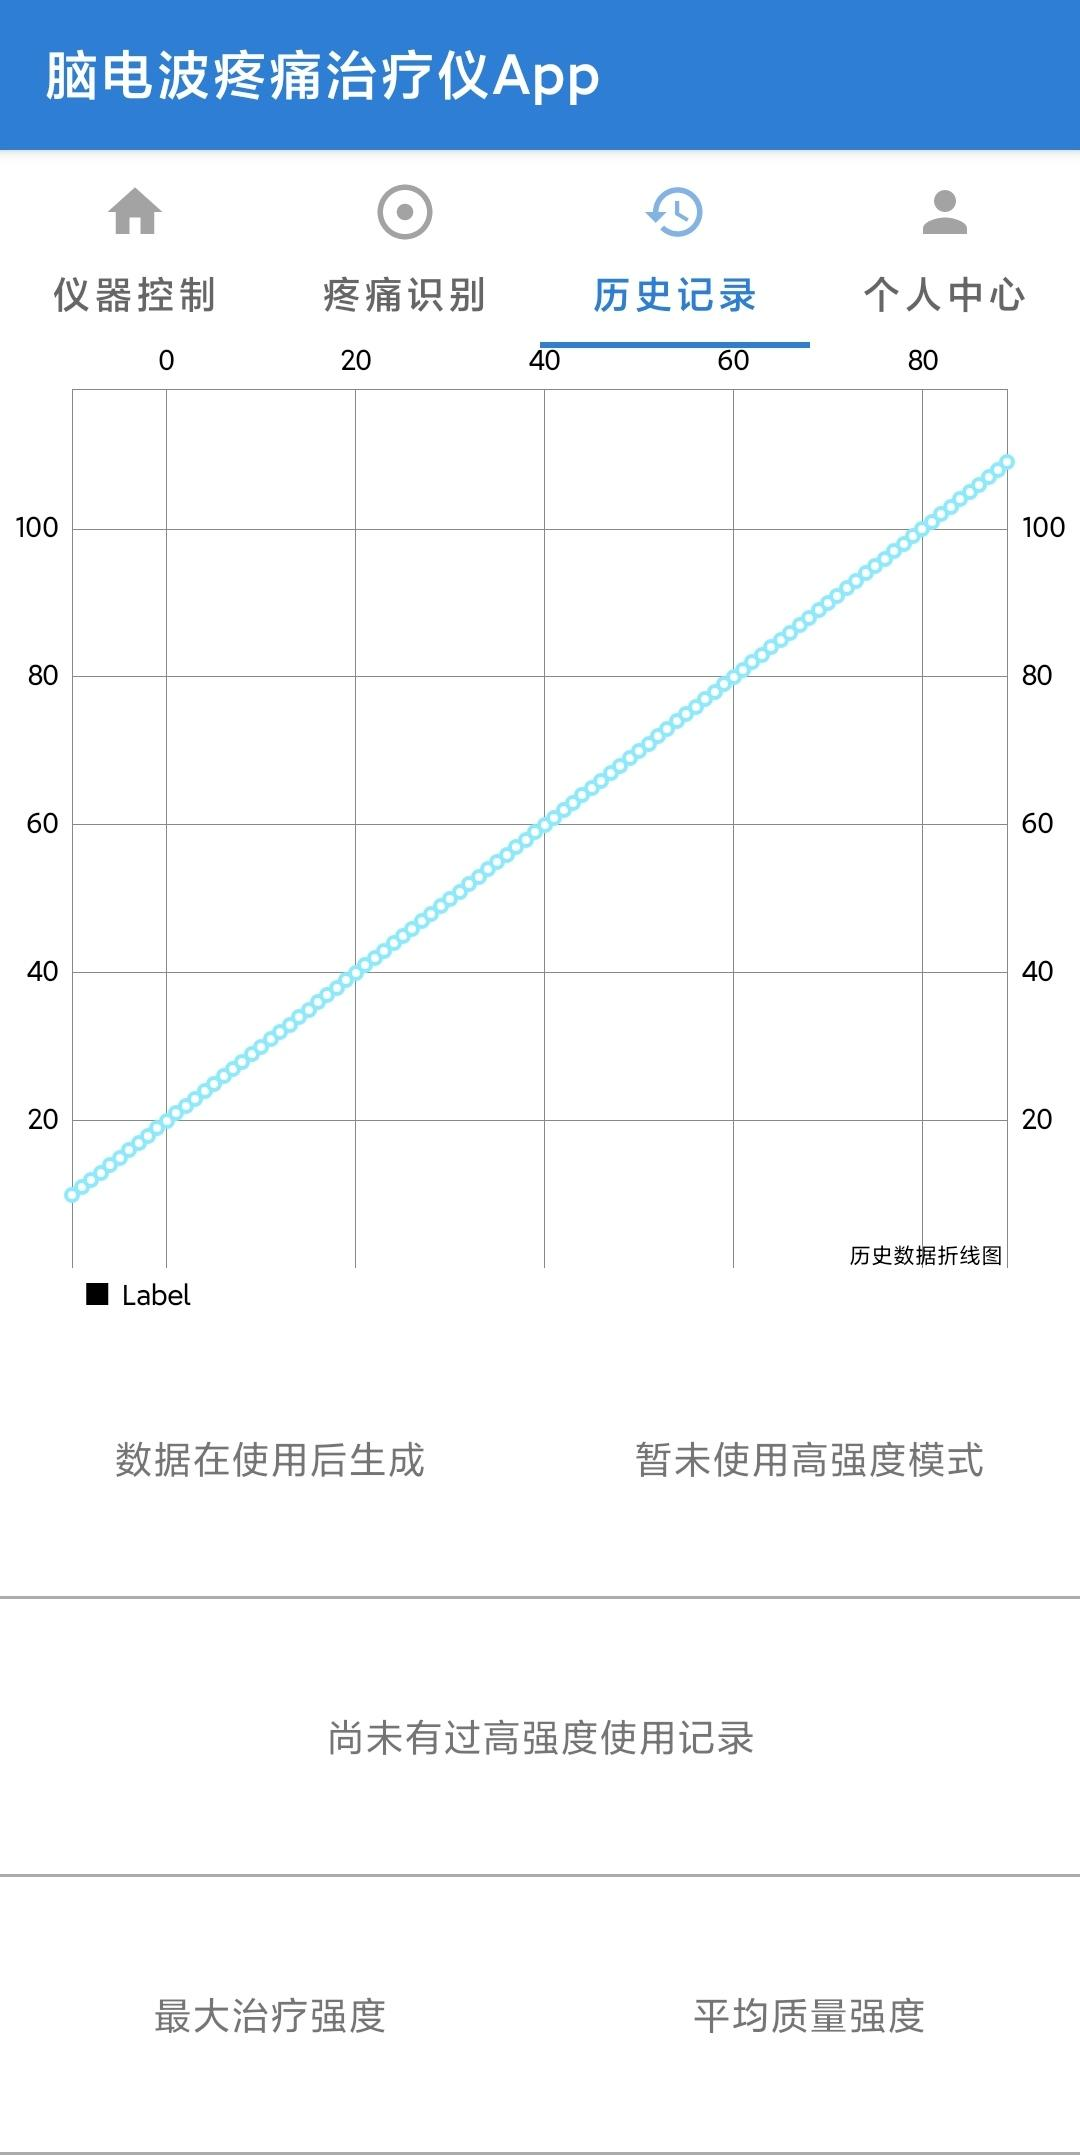 脑电波疼痛治疗仪App
仪器控制 疼痛识别 历史记录 个人中心
0 20 40 60 80
100 100
80 80
60 60
40 40
20 20
历史数据折线图
Label
数据在使用后生成 暂未使用高强度模式
尚未有过高强度使用记录
最大治疗强度 平均质量强度